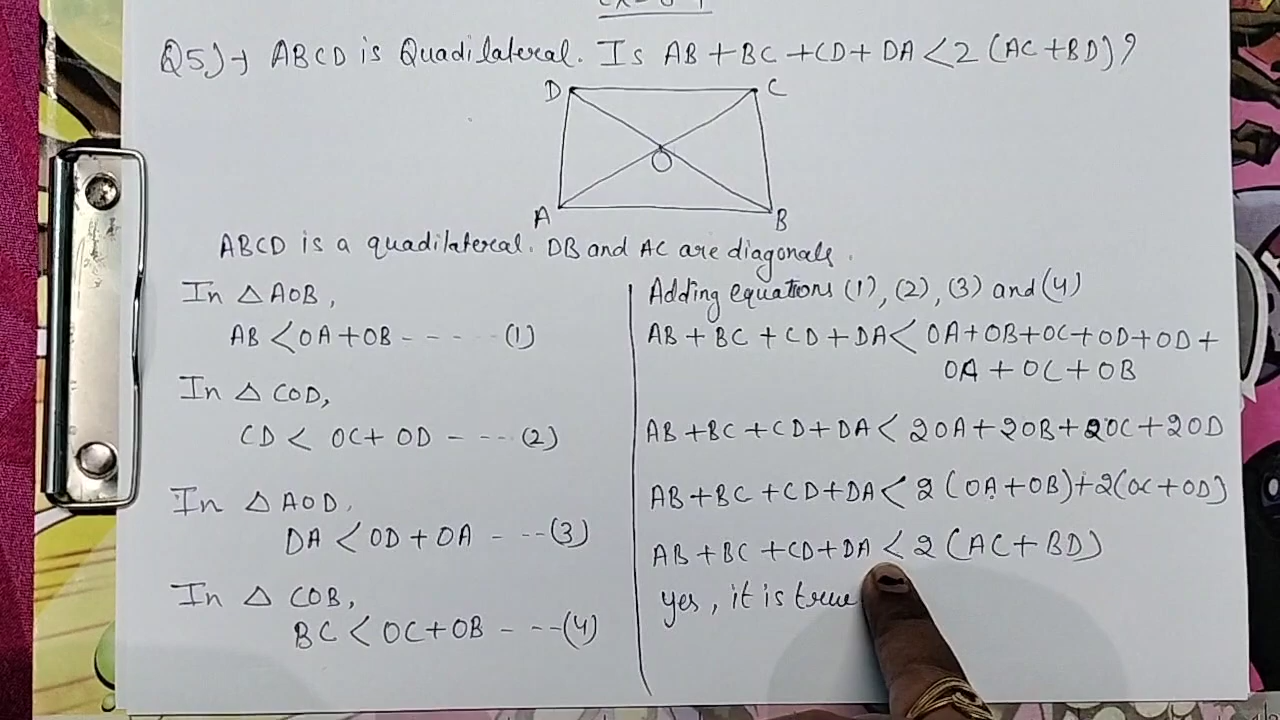 Q5)→ ABCD is Quadilateral. Is AB + BC + CD + DA < 2 (AC + BD)?
D C
O
A B
ABCD is a quadilateral. DB and AC are diagonals.
In △ AOB,
AB < OA + OB ----- (1)
In △ COD,
CD < OC + OD ---- (2)
In △ AOD,
DA < OD + OA - --(3)
In △ COB,
BC < OC + OB - --(4)
Adding equations (1), (2), (3) and (4)
AB + BC + CD + DA < OA + OB + OC + OD + OD +
OA + OC + OB
AB + BC + CD + DA < 2OA + 2OB + 2OC + 2OD
AB + BC + CD + DA < 2 (OA + OB) + 2(OC + OD)
AB + BC + CD + DA < 2 (AC + BD)
yes, it is true